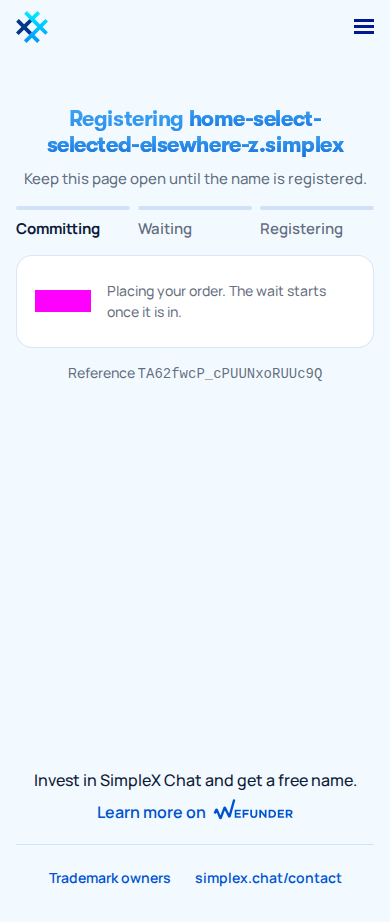 Registering home-select-
selected-elsewhere-z.simplex
Keep this page open until the name is registered.
Committing
Waiting
Registering
Placing your order. The wait starts
once it is in.
Reference TA62fwcP_cPUUNxoRUUc9Q
Invest in SimpleX Chat and get a free name.
Learn more on WEFUNDER
Trademark owners
simplex.chat/contact